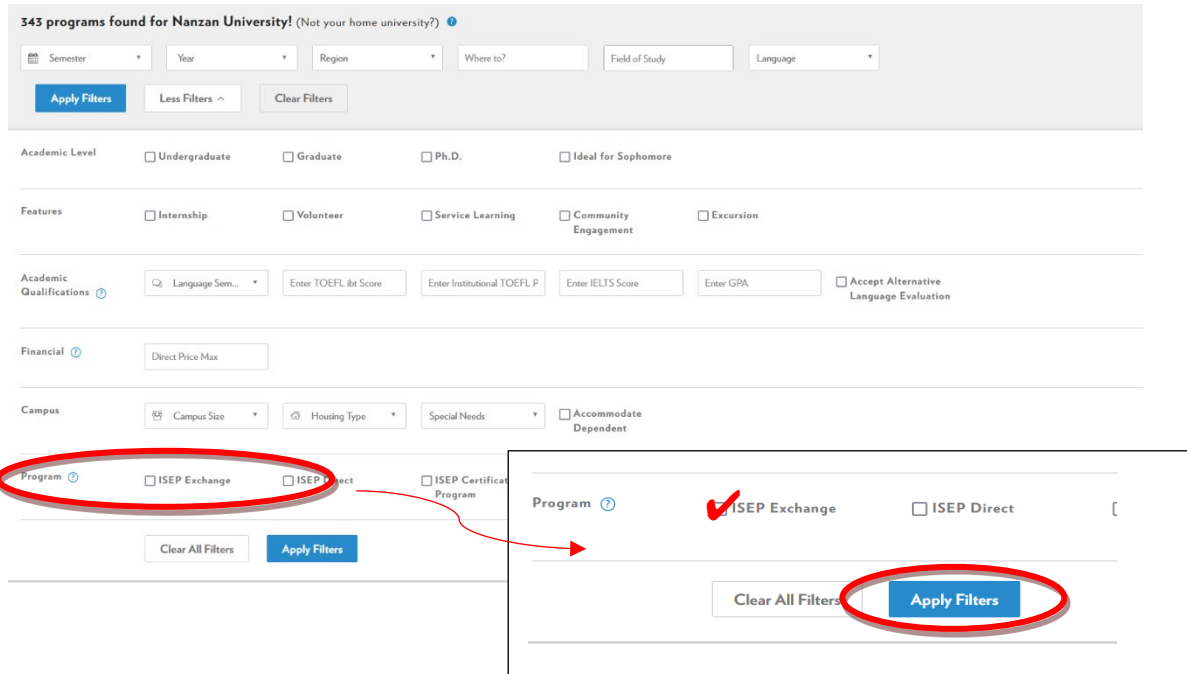 343 programs found for Nanzan University! (Not your home university?) ?
Semester Year Region Where to? Field of Study Language
Apply Filters Less Filters ^ Clear Filters
Academic Level Undergraduate Graduate Ph.D. Ideal for Sophomore
Features Internship Volunteer Service Learning Community Engagement Excursion
Academic Qualifications ? Language Sem... Enter TOEFL ibt Score Enter Institutional TOEFL P Enter IELTS Score Enter GPA Accept Alternative Language Evaluation
Financial ? Direct Price Max
Campus Campus Size Housing Type Special Needs Accommodate Dependent
Program ? ISEP Exchange ISEP Direct ISEP Certificat Program
Clear All Filters Apply Filters
Program ? ISEP Exchange ISEP Direct
Clear All Filters Apply Filters